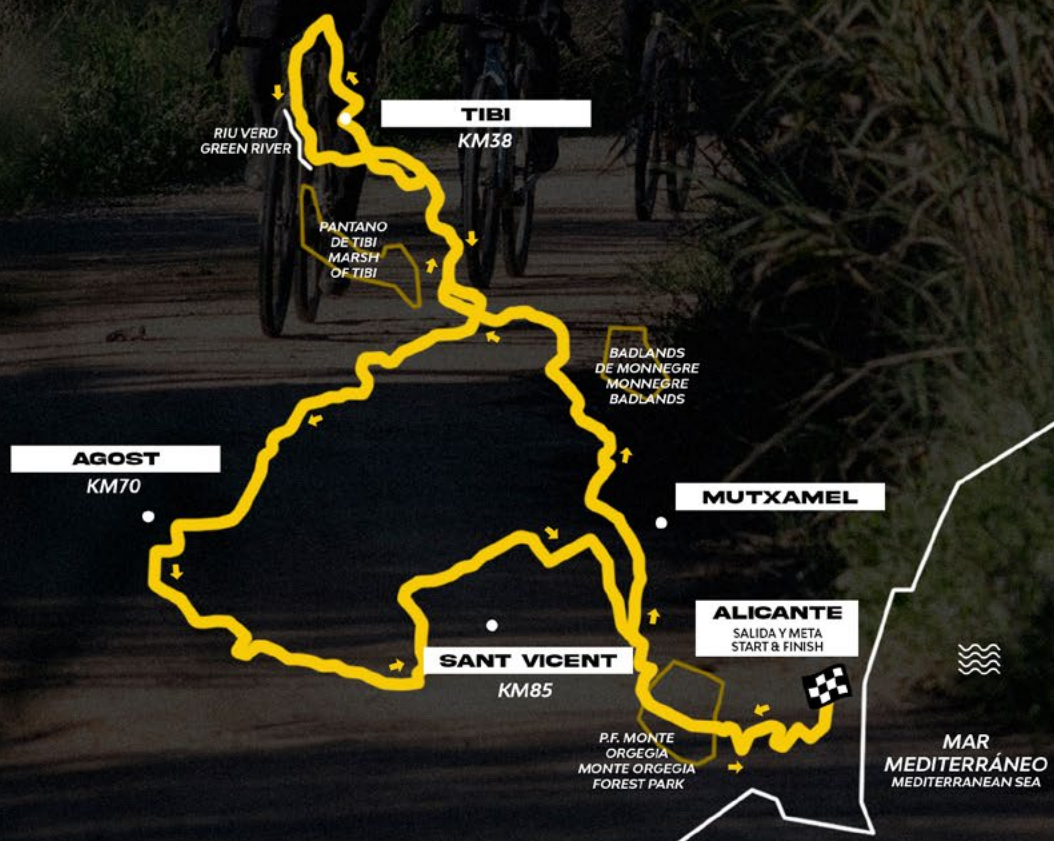 TIBI
KM38
RIU VERD
GREEN RIVER
PANTANO
DE TIBI
MARSH
OF TIBI
BADLANDS
DE MONNEGRE
MONNEGRE
BADLANDS
AGOST
KM70
MUTXAMEL
ALICANTE
SALIDA Y META
START & FINISH
SANT VICENT
KM85
P.F. MONTE
ORGEGIA
MONTE ORGEGIA
FOREST PARK
MAR
MEDITERRÁNEO
MEDITERRANEAN SEA